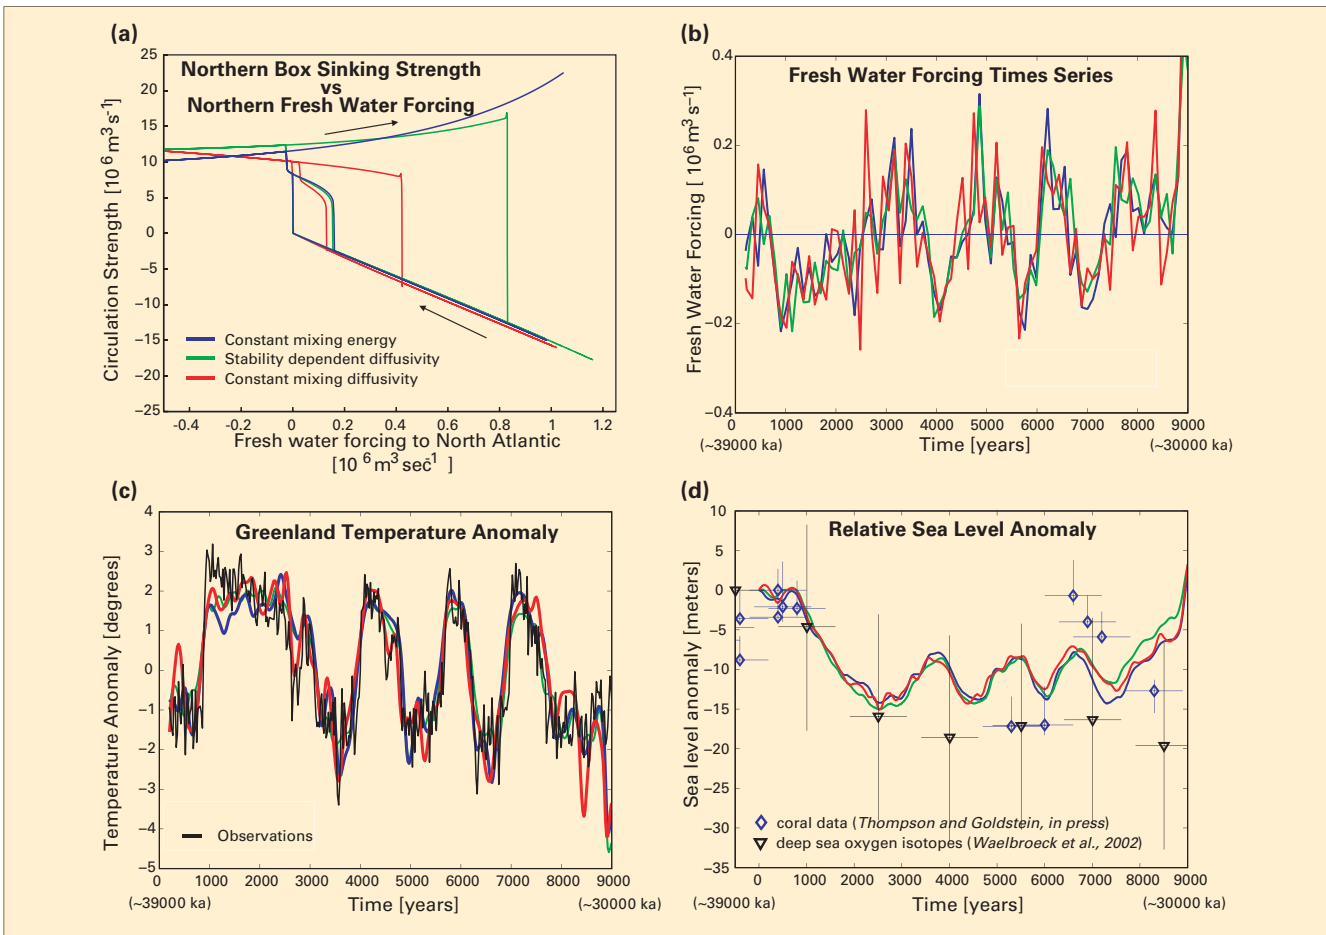 (a)
Northern Box Sinking Strength
vs
Northern Fresh Water Forcing
Circulation Strength [10⁶ m³ s-¹]
25
20
15
10
5
0
−5
−10
−15
−20
−25
Constant mixing energy
Stability dependent diffusivity
Constant mixing diffusivity
-0.4
-0.2
0
0.2
0.4
0.6
0.8
1
1.2
Fresh water forcing to North Atlantic
[10⁶ m³ sec̄¹ ]
(b)
Fresh Water Forcing Times Series
Fresh Water Forcing [ 10⁶ m³ s–¹]
0.4
0.2
0
−0.2
−0.4
0 1000 2000 3000 4000 5000 6000 7000 8000 9000
(~39000 ka) Time [years] (~30000 ka)
(c)
Greenland Temperature Anomaly
Temperature Anomaly [degrees]
4
3
2
1
0
−1
−2
−3
−4
−5
Observations
0 1000 2000 3000 4000 5000 6000 7000 8000 9000
(~39000 ka) Time [years] (~30000 ka)
(d)
Relative Sea Level Anomaly
Sea level anomaly [meters]
10
5
0
−5
−10
−15
−20
−25
−30
−35
coral data (Thompson and Goldstein, in press)
deep sea oxygen isotopes (Waelbroeck et al., 2002)
0 1000 2000 3000 4000 5000 6000 7000 8000 9000
(~39000 ka) Time [years] (~30000 ka)